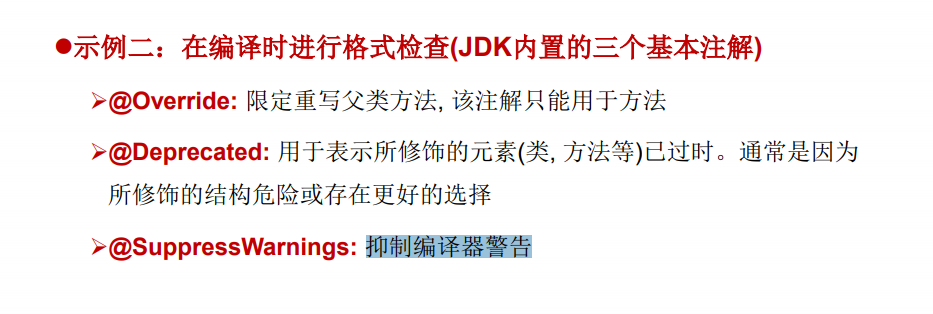 ●示例二：在编译时进行格式检查(JDK内置的三个基本注解)
➢@Override: 限定重写父类方法, 该注解只能用于方法
➢@Deprecated: 用于表示所修饰的元素(类, 方法等)已过时。通常是因为
所修饰的结构危险或存在更好的选择
➢@SuppressWarnings: 抑制编译器警告